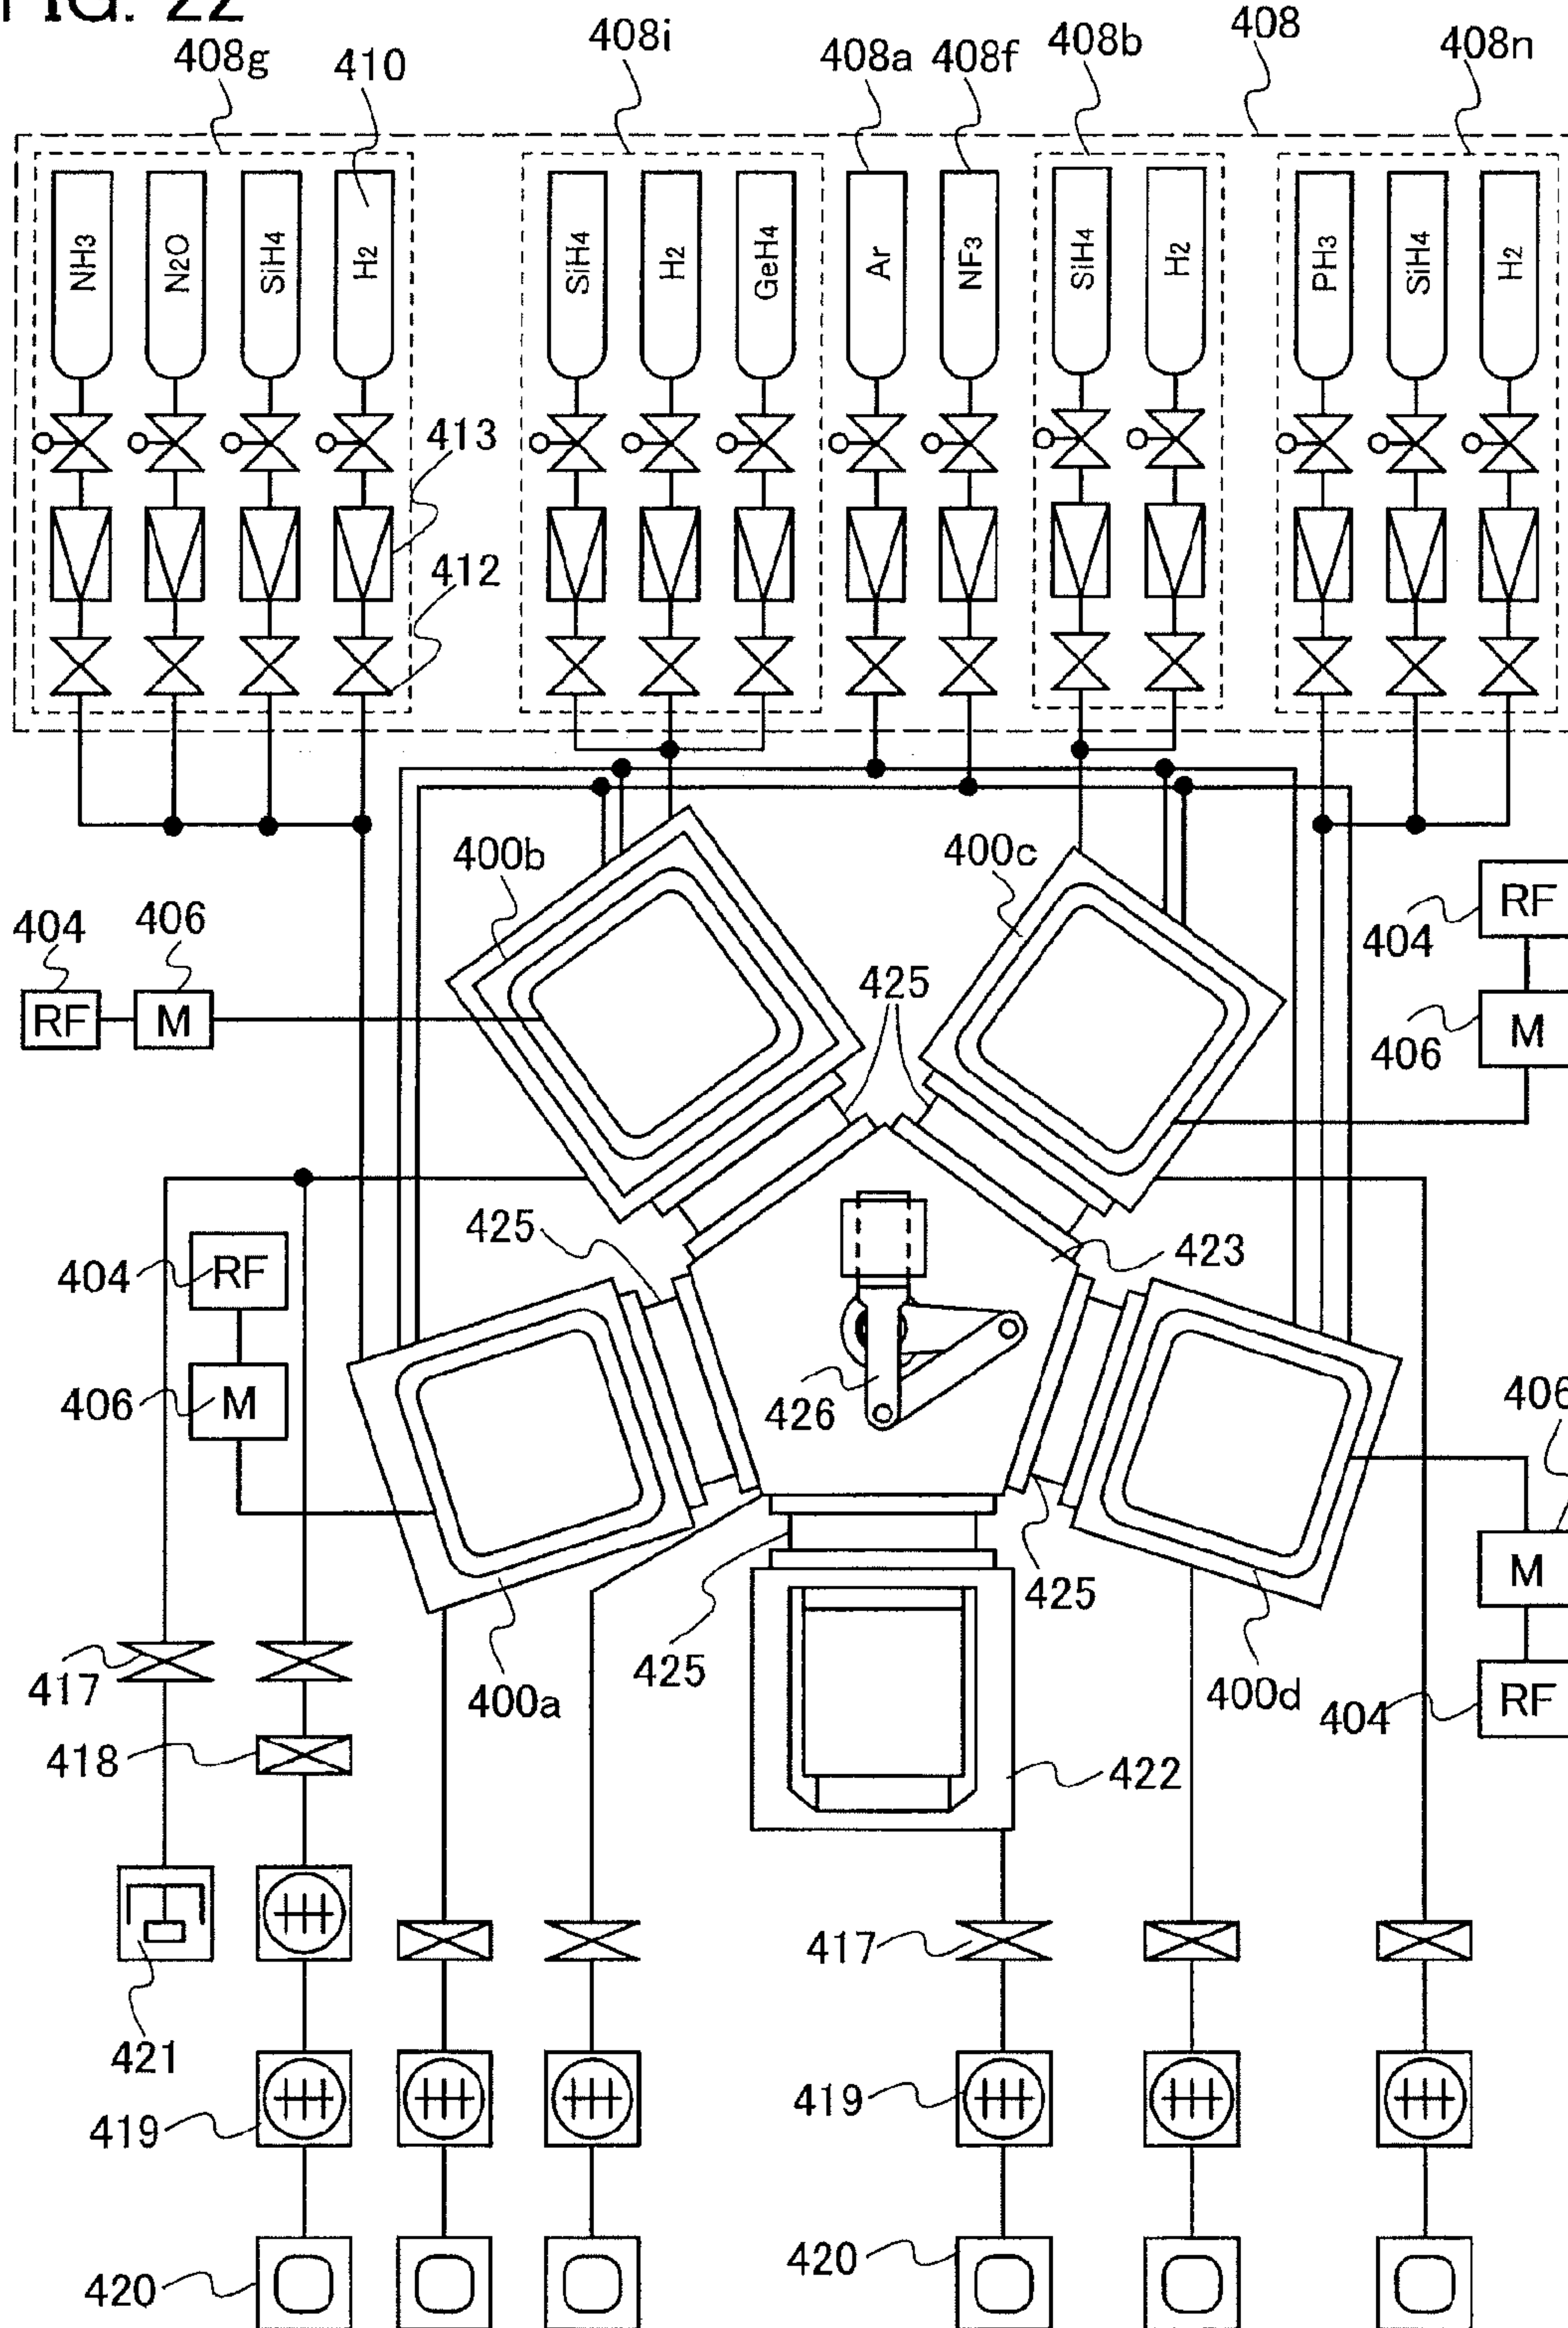 FIG. 22
408g
410
408i
408a
408f
408b
408
408n
NH3
N2O
SiH4
H2
SiH4
H2
GeH4
Ar
NF3
SiH4
H2
PH3
SiH4
H2
413
412
400b
400c
404
406
RF
M
425
404
RF
406
M
425
423
404
RF
406
M
426
406
M
425
425
400a
400d
404
RF
417
418
422
421
417
419
419
420
420